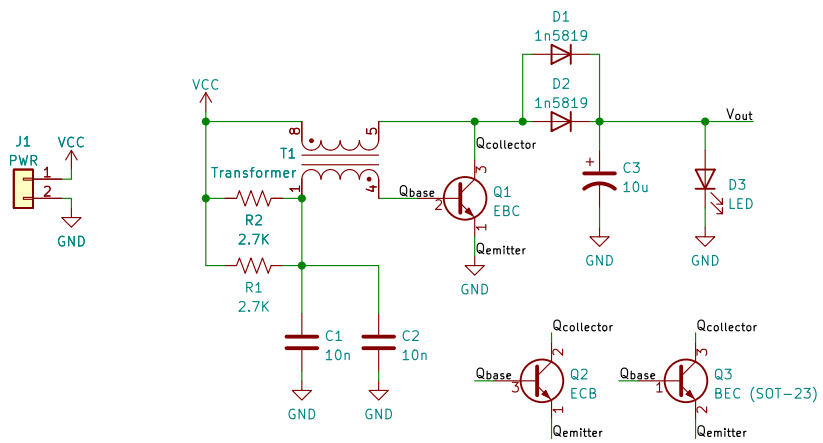 D1
1n5819
D2
1n5819
VCC
8
5
T1
Transformer
1
4
J1
PWR
VCC
1
2
GND
R2
2.7K
R1
2.7K
Qcollector
3
Qbase
2
Q1
EBC
1
Qemitter
GND
Vout
+
C3
10u
GND
D3
LED
GND
C1
10n
GND
C2
10n
GND
Qcollector
2
Qbase
3
Q2
ECB
1
Qemitter
Qcollector
3
Qbase
1
Q3
BEC (SOT-23)
2
Qemitter